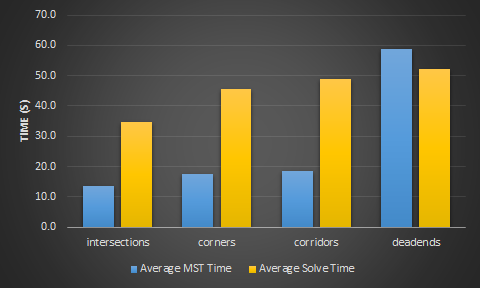 70.0
60.0
50.0
40.0
30.0
20.0
10.0
0.0
TIME (S)
intersections corners corridors deadends
Average MST Time Average Solve Time